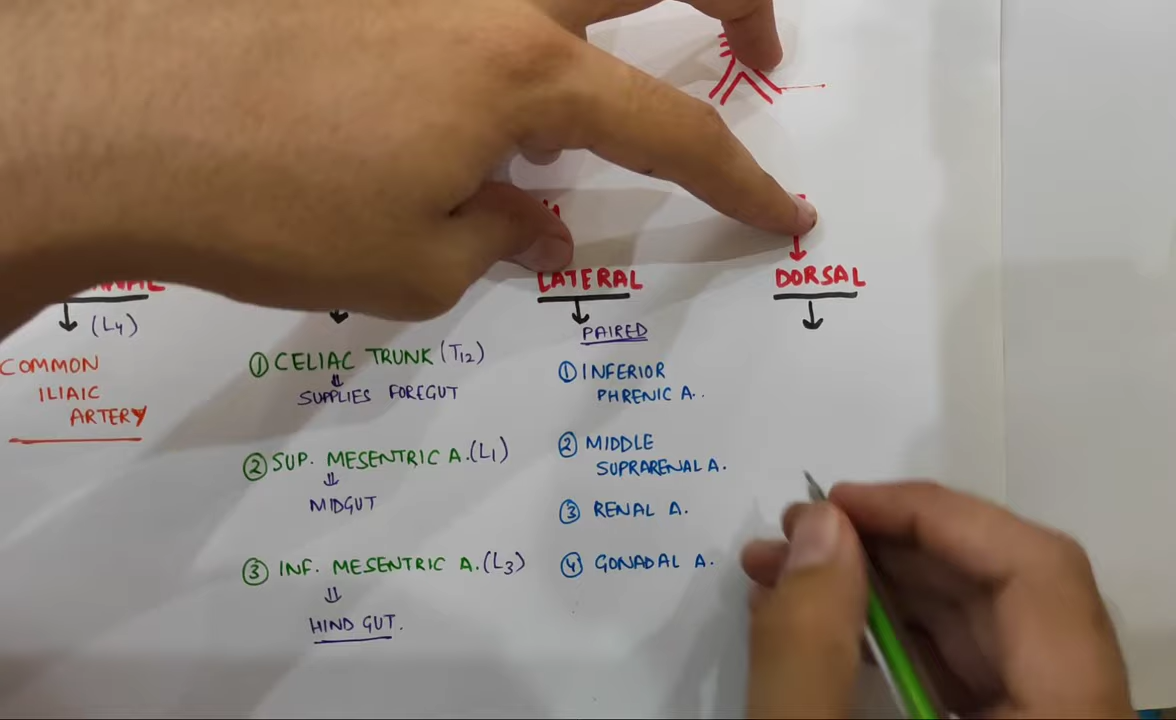 LATERAL
DORSAL
(L4)
PAIRED
COMMON
ILIAIC
ARTERY
① CELIAC TRUNK (T12)
SUPPLIES FOREGUT
② SUP. MESENTRIC A. (L1)
MIDGUT
③ INF. MESENTRIC A. (L3)
HIND GUT.
① INFERIOR
PHRENIC A..
② MIDDLE
SUPRARENAL A.
③ RENAL A.
④ GONADAL A.